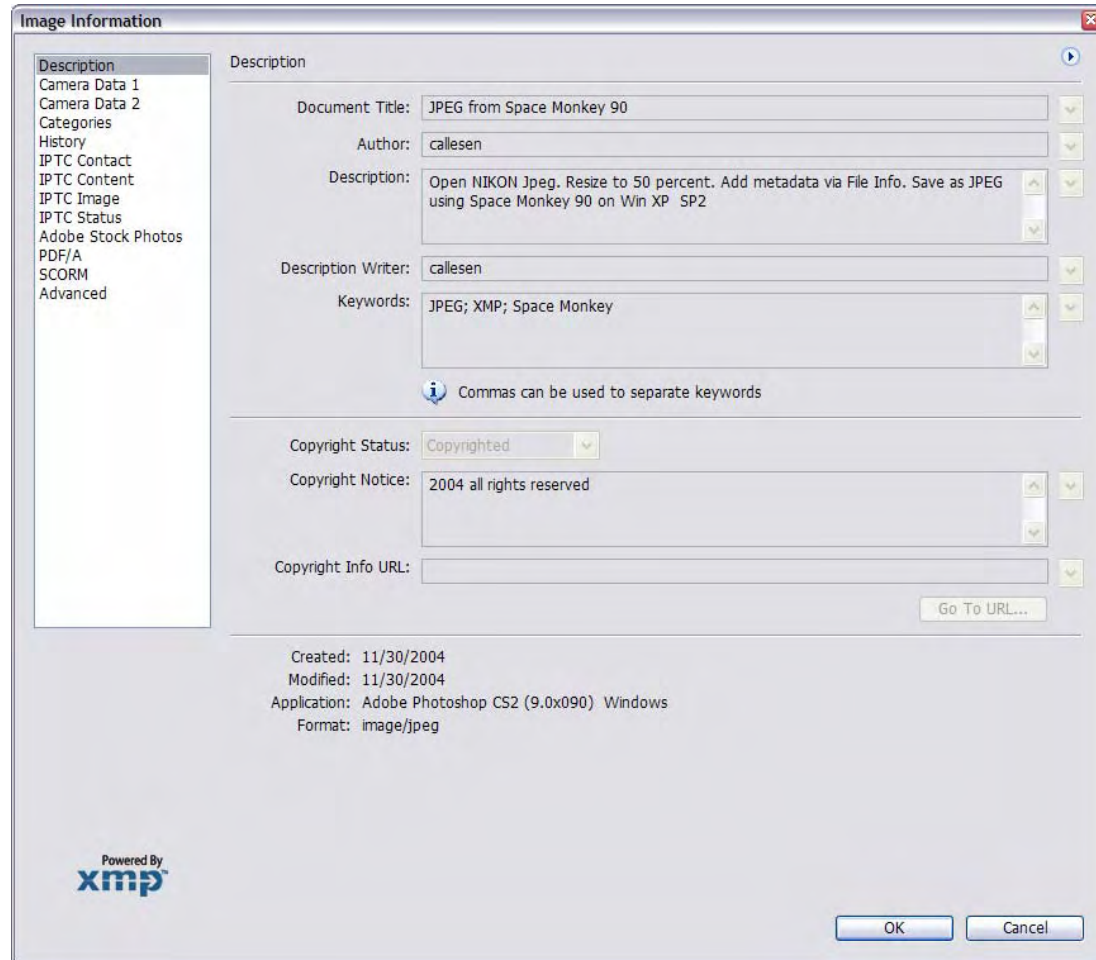 Image Information
Description
Camera Data 1
Camera Data 2
Categories
History
IPTC Contact
IPTC Content
IPTC Image
IPTC Status
Adobe Stock Photos
PDF/A
SCORM
Advanced
Description
Document Title: JPEG from Space Monkey 90
Author: callesen
Description: Open NIKON Jpeg. Resize to 50 percent. Add metadata via File Info. Save as JPEG
using Space Monkey 90 on Win XP SP2
Description Writer: callesen
Keywords: JPEG; XMP; Space Monkey
Commas can be used to separate keywords
Copyright Status: Copyrighted
Copyright Notice: 2004 all rights reserved
Copyright Info URL:
Go To URL...
Created: 11/30/2004
Modified: 11/30/2004
Application: Adobe Photoshop CS2 (9.0x090) Windows
Format: image/jpeg
Powered By
xmp™
OK
Cancel